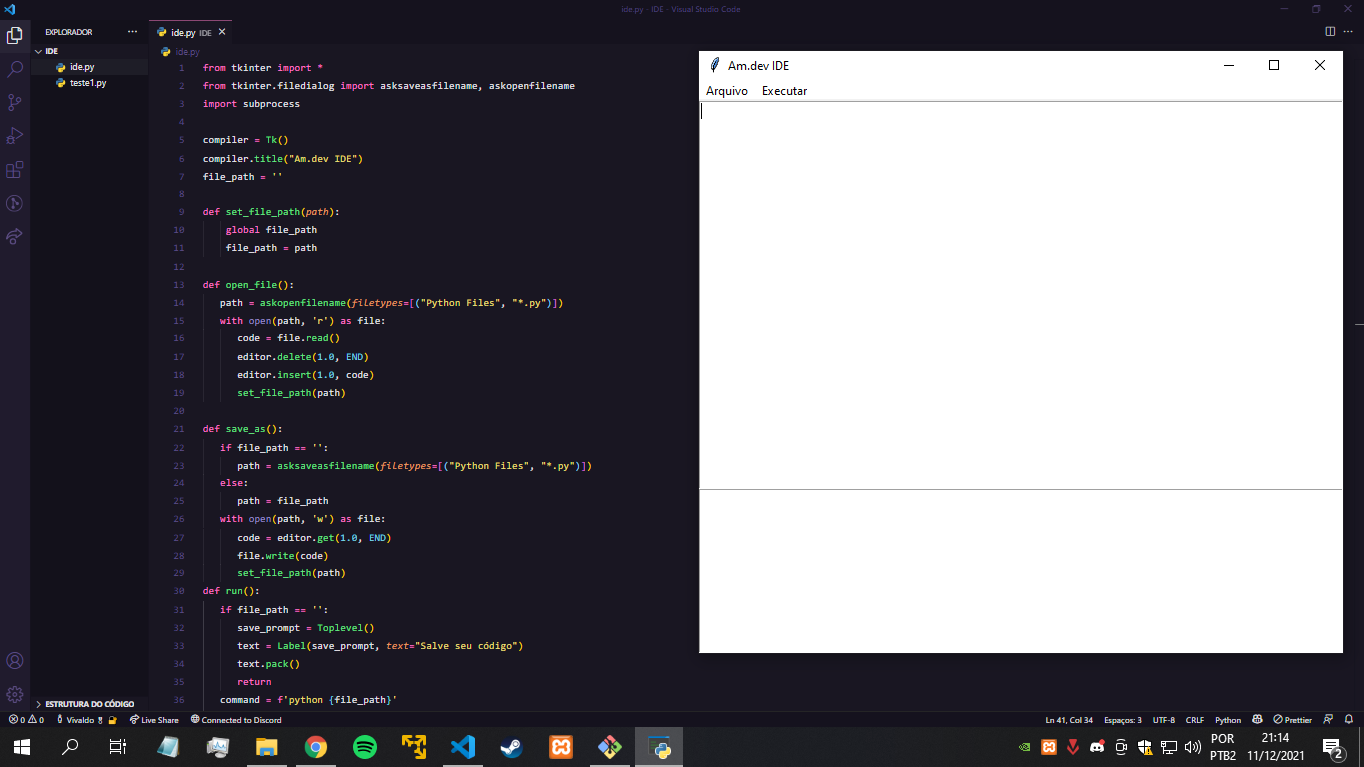 ide.py - IDE - Visual Studio Code
EXPLORADOR
IDE
ide.py
teste1.py
ESTRUTURA DO CÓDIGO
ide.py IDE
ide.py
1 from tkinter import *
2 from tkinter.filedialog import asksaveasfilename, askopenfilename
3 import subprocess
4
5 compiler = Tk()
6 compiler.title("Am.dev IDE")
7 file_path = ''
8
9 def set_file_path(path):
10 global file_path
11 file_path = path
12
13 def open_file():
14 path = askopenfilename(filetypes=[("Python Files", "*.py")])
15 with open(path, 'r') as file:
16 code = file.read()
17 editor.delete(1.0, END)
18 editor.insert(1.0, code)
19 set_file_path(path)
20
21 def save_as():
22 if file_path == '':
23 path = asksaveasfilename(filetypes=[("Python Files", "*.py")])
24 else:
25 path = file_path
26 with open(path, 'w') as file:
27 code = editor.get(1.0, END)
28 file.write(code)
29 set_file_path(path)
30 def run():
31 if file_path == '':
32 save_prompt = Toplevel()
33 text = Label(save_prompt, text="Salve seu código")
34 text.pack()
35 return
36 command = f'python {file_path}'
Am.dev IDE
Arquivo Executar
0 0 Vivaldo Live Share Connected to Discord
Ln 41, Col 34 Espaços: 3 UTF-8 CRLF Python Prettier
POR
PTB2
21:14
11/12/2021
2